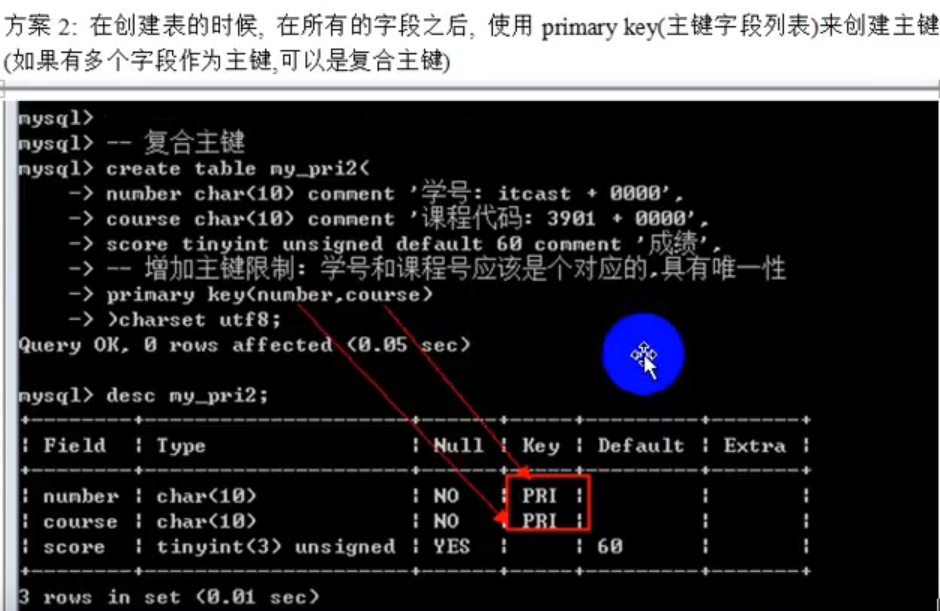 方案 2: 在创建表的时候, 在所有的字段之后, 使用 primary key(主键字段列表)来创建主键
(如果有多个字段作为主键,可以是复合主键)
mysql>
mysql> -- 复合主键
mysql> create table my_pri2(
-> number char(10) comment '学号: itcast + 0000',
-> course char(10) comment '课程代码: 3901 + 0000',
-> score tinyint unsigned default 60 comment '成绩',
-> -- 增加主键限制: 学号和课程号应该是个对应的,具有唯一性
-> primary key(number,course)
-> )charset utf8;
Query OK, 0 rows affected (0.05 sec)
mysql> desc my_pri2;
+---------+---------------------+------+-----+---------+-------+
| Field | Type | Null | Key | Default | Extra |
+---------+---------------------+------+-----+---------+-------+
| number | char(10) | NO | PRI | | |
| course | char(10) | NO | PRI | | |
| score | tinyint(3) unsigned | YES | | 60 | |
+---------+---------------------+------+-----+---------+-------+
3 rows in set (0.01 sec)